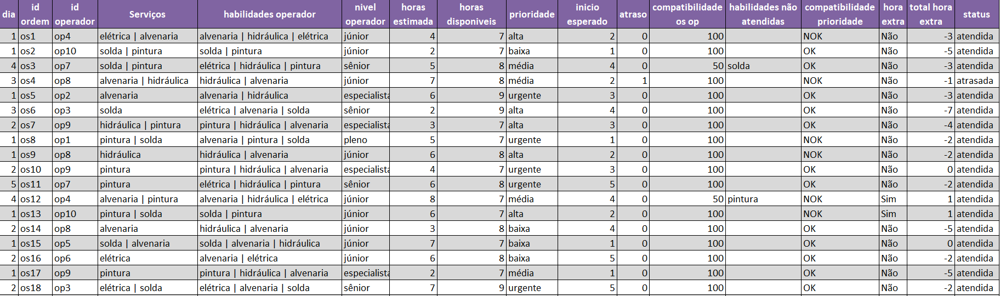 dia | id ordem | id operador | Serviços | habilidades operador | nivel operador | horas estimada | horas disponiveis | prioridade | inicio esperado | atraso | compatibilidade os op | habilidades não atendidas | compatibilidade prioridade | hora extra | total hora extra | status
1 os1 op4 elétrica | alvenaria alvenaria | hidráulica | elétrica júnior 4 7 alta 2 0 100 NOK Não -3 atendida
1 os2 op10 solda | pintura solda | pintura júnior 2 7 baixa 1 0 100 OK Não -5 atendida
4 os3 op7 solda | pintura elétrica | hidráulica | pintura sênior 5 8 média 4 0 50 solda OK Não -3 atendida
3 os4 op8 alvenaria | hidráulica hidráulica | alvenaria júnior 7 8 média 2 1 100 NOK Não -1 atrasada
1 os5 op2 alvenaria alvenaria | hidráulica especialista 6 9 urgente 3 0 100 OK Não -3 atendida
3 os6 op3 solda elétrica | alvenaria | solda sênior 2 9 alta 4 0 100 OK Não -7 atendida
2 os7 op9 hidráulica | pintura pintura | hidráulica | alvenaria especialista 3 7 alta 3 0 100 OK Não -4 atendida
1 os8 op1 pintura | solda alvenaria | pintura | solda pleno 5 7 urgente 1 0 100 NOK Não -2 atendida
1 os9 op8 hidráulica hidráulica | alvenaria júnior 6 8 alta 2 0 100 NOK Não -2 atendida
2 os10 op9 pintura pintura | hidráulica | alvenaria especialista 4 7 urgente 3 0 100 OK Não 0 atendida
5 os11 op7 pintura elétrica | hidráulica | pintura sênior 6 8 urgente 5 0 100 OK Não -2 atendida
4 os12 op4 alvenaria | pintura alvenaria | hidráulica | elétrica júnior 8 7 média 4 0 50 pintura NOK Sim 1 atendida
1 os13 op10 pintura | solda solda | pintura júnior 6 7 alta 2 0 100 NOK Sim 1 atendida
2 os14 op8 alvenaria hidráulica | alvenaria júnior 3 8 baixa 4 0 100 OK Não -5 atendida
1 os15 op5 solda | alvenaria solda | alvenaria | hidráulica júnior 7 7 baixa 1 0 100 OK Não 0 atendida
2 os16 op6 elétrica alvenaria | elétrica júnior 6 8 baixa 5 0 100 OK Não -2 atendida
1 os17 op9 pintura pintura | hidráulica | alvenaria especialista 2 7 média 1 0 100 OK Não -5 atendida
2 os18 op3 elétrica | solda elétrica | alvenaria | solda sênior 7 9 urgente 5 0 100 OK Não -2 atendida